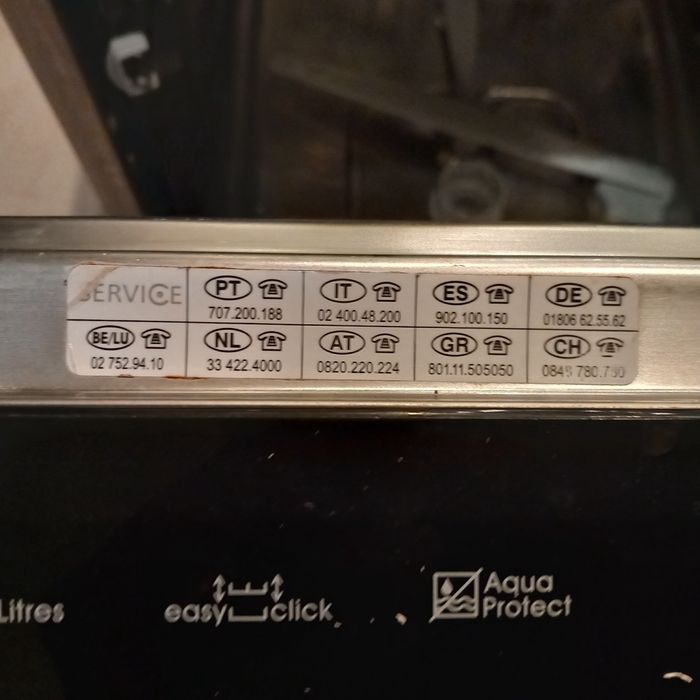 SERVICE
PT
707.200.188
IT
02 400.48.200
ES
902.100.150
DE
01806 62.55.62
BE/LU
02 752.94.10
NL
33 422.4000
AT
0820.220.224
GR
801.11.505050
CH
Litres
easy click
Aqua
Protect